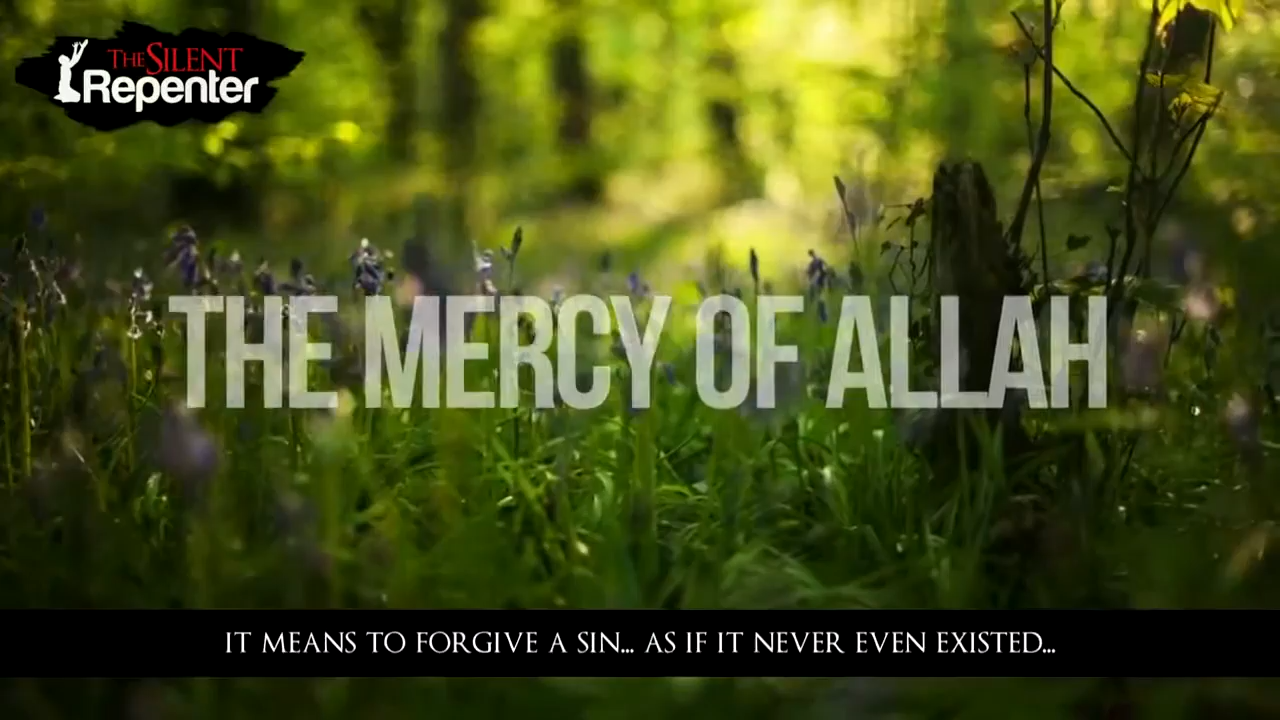 THE SILENT
Repenter
THE MERCY OF ALLAH
IT MEANS TO FORGIVE A SIN... AS IF IT NEVER EVEN EXISTED...